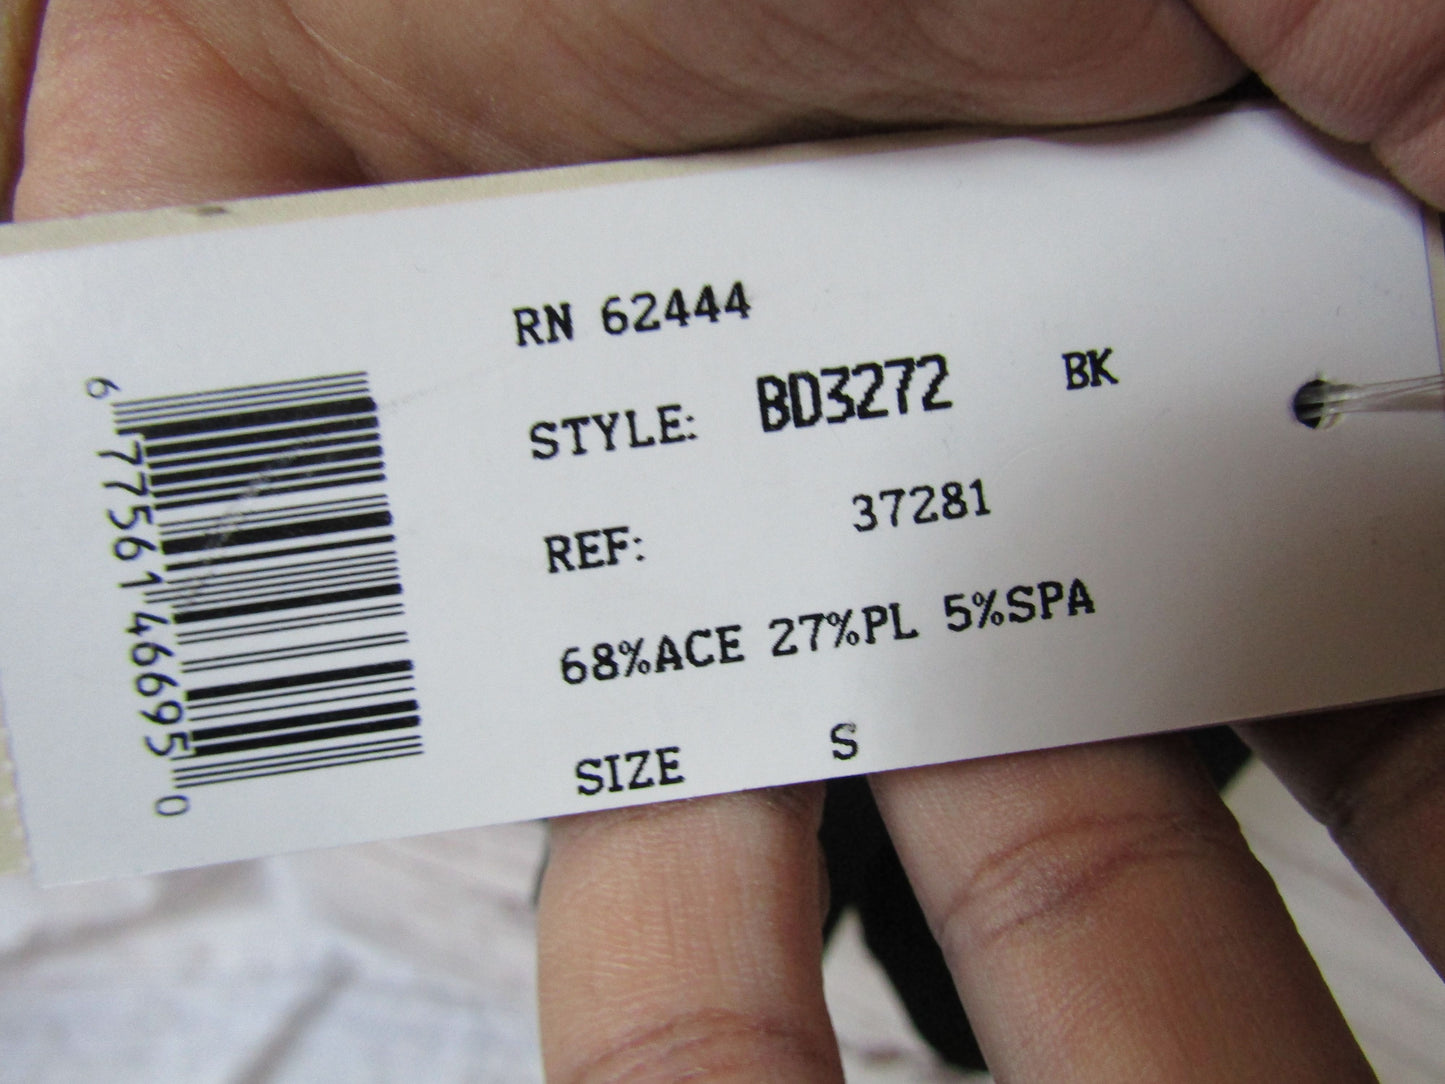 RN 62444
STYLE: BD3272 BK
REF: 37281
68%ACE 27%PL 5%SPA
SIZE S
6 77561 46695 0